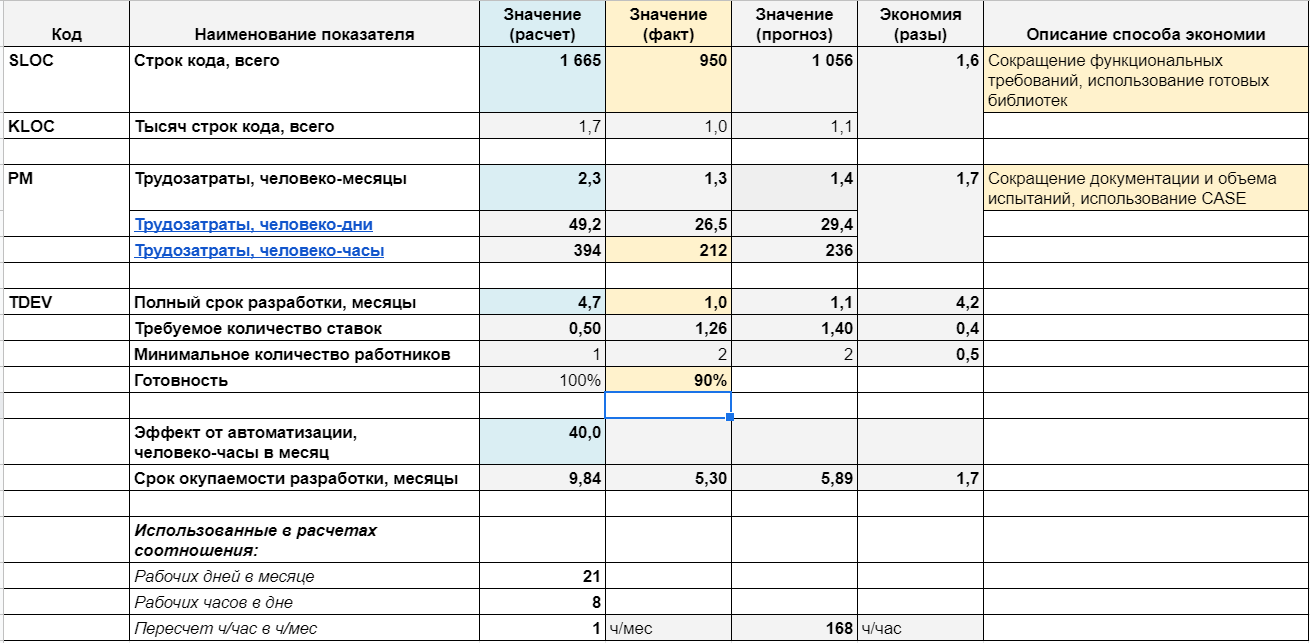 Код Наименование показателя Значение (расчет) Значение (факт) Значение (прогноз) Экономия (разы) Описание способа экономии
SLOC Строк кода, всего 1 665 950 1 056 1,6 Сокращение функциональных
требований, использование готовых
библиотек
KLOC Тысяч строк кода, всего 1,7 1,0 1,1
PM Трудозатраты, человеко-месяцы 2,3 1,3 1,4 1,7 Сокращение документации и объема
испытаний, использование CASE
Трудозатраты, человеко-дни 49,2 26,5 29,4
Трудозатраты, человеко-часы 394 212 236
TDEV Полный срок разработки, месяцы 4,7 1,0 1,1 4,2
Требуемое количество ставок 0,50 1,26 1,40 0,4
Минимальное количество работников 1 2 2 0,5
Готовность 100% 90%
Эффект от автоматизации, 40,0
человеко-часы в месяц
Срок окупаемости разработки, месяцы 9,84 5,30 5,89 1,7
Использованные в расчетах
соотношения:
Рабочих дней в месяце 21
Рабочих часов в дне 8
Пересчет ч/час в ч/мес 1 ч/мес 168 ч/час